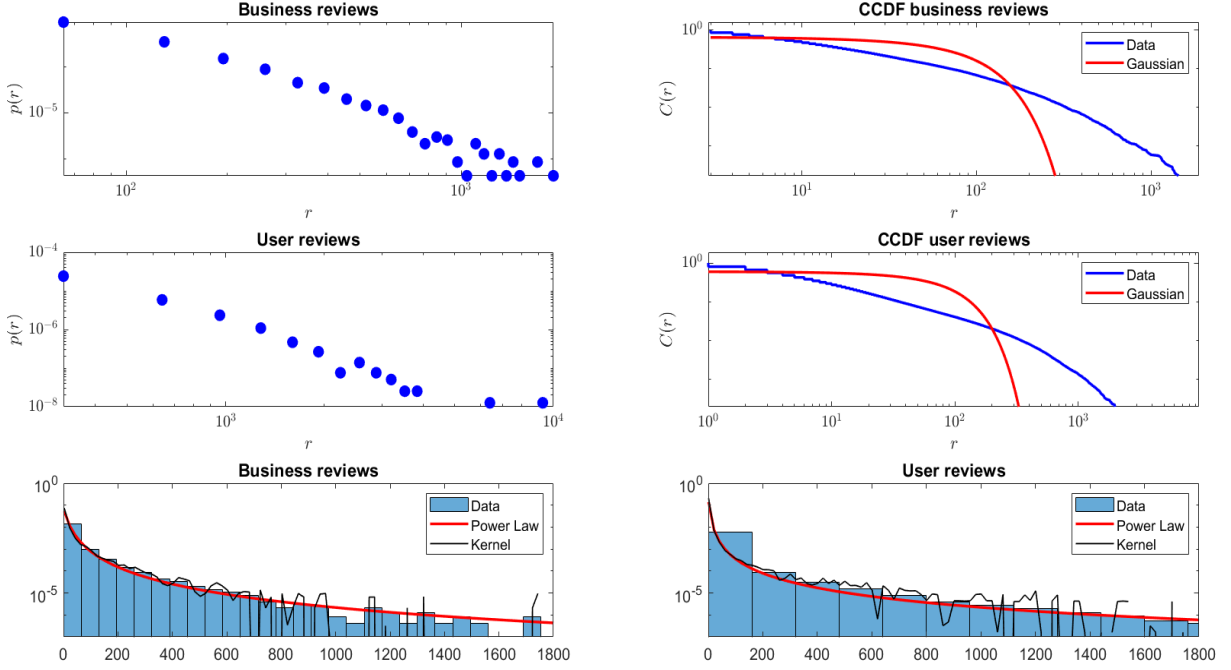 Business reviews
p(r)
10^-5
10^2
10^3
r
CCDF business reviews
C(r)
10^0
Data
Gaussian
10^1
10^2
10^3
r
User reviews
p(r)
10^-4
10^-6
10^-8
10^3
10^4
r
CCDF user reviews
C(r)
10^0
Data
Gaussian
10^0
10^1
10^2
10^3
r
Business reviews
10^0
10^-5
Data
Power Law
Kernel
0 200 400 600 800 1000 1200 1400 1600 1800
User reviews
10^0
10^-5
Data
Power Law
Kernel
0 200 400 600 800 1000 1200 1400 1600 1800